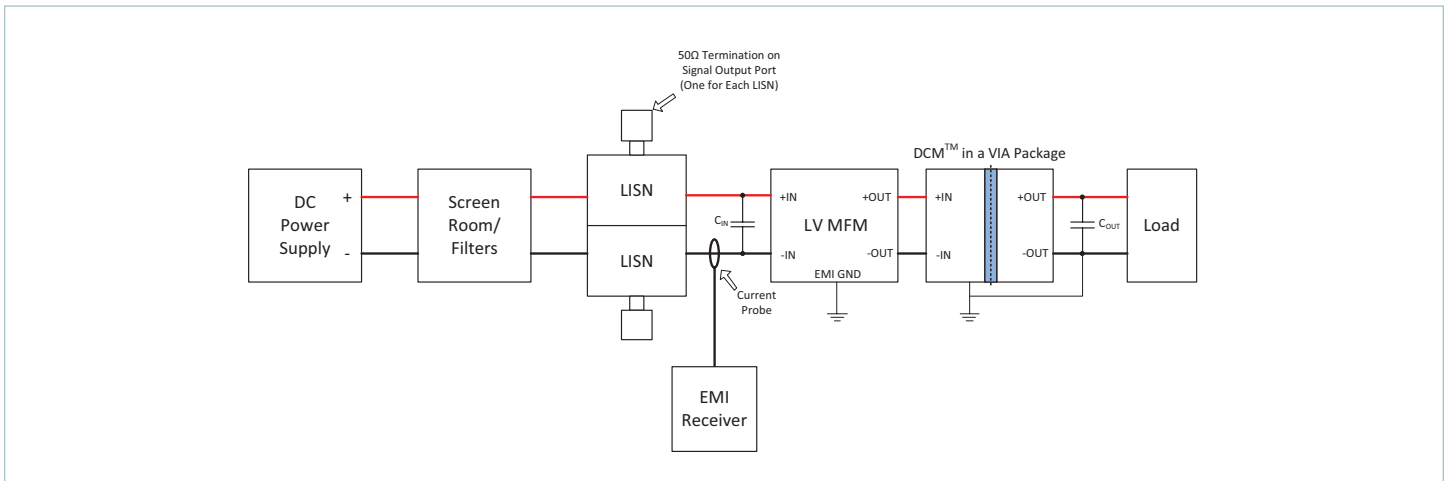 50Ω Termination on
Signal Output Port
(One for Each LISN)
DCM™ in a VIA Package
DC
Power
Supply
+
-
Screen
Room/
Filters
LISN
LISN
CIN
Current
Probe
EMI
Receiver
+IN
+OUT
LV MFM
-IN
-OUT
EMI GND
+IN
+OUT
-IN
-OUT
COUT
Load